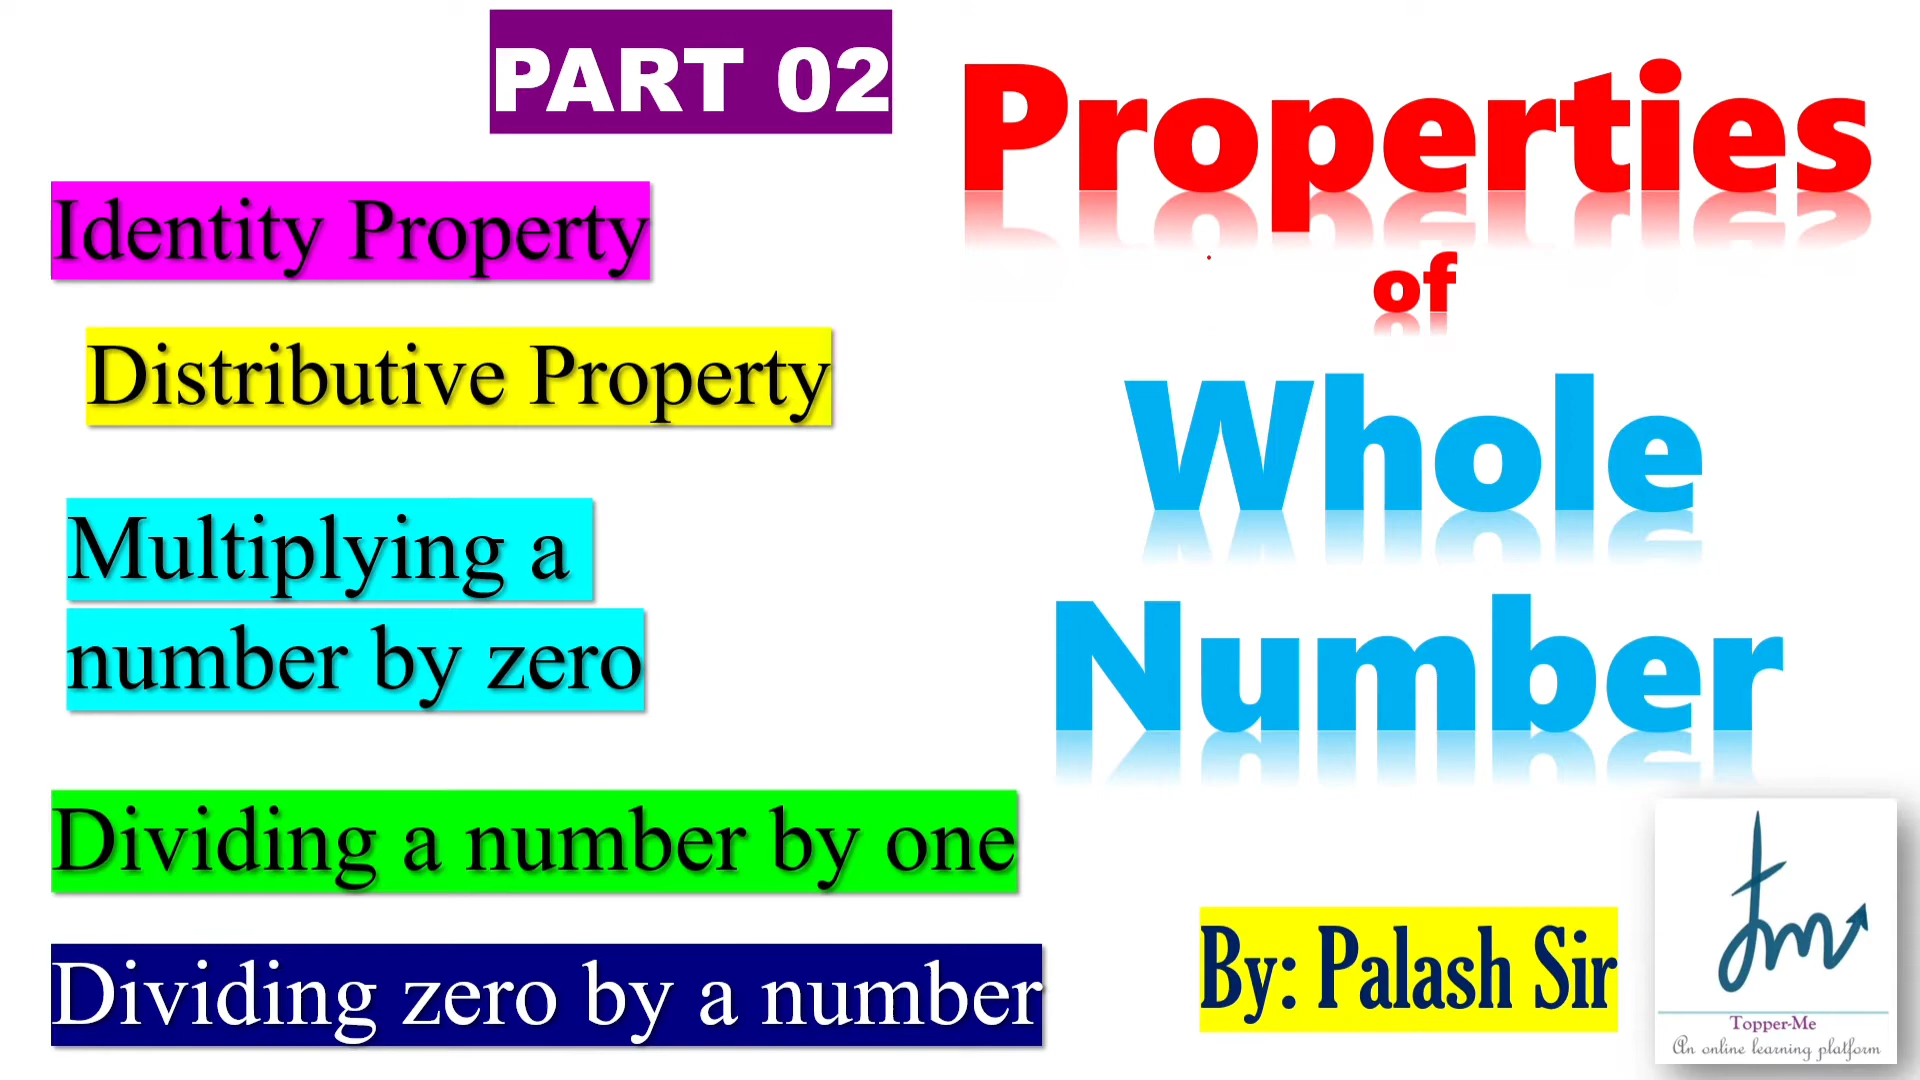 PART 02
Properties
of
Whole
Number
Identity Property
Distributive Property
Multiplying a
number by zero
Dividing a number by one
Dividing zero by a number
By: Palash Sir
Topper-Me
An online learning platform